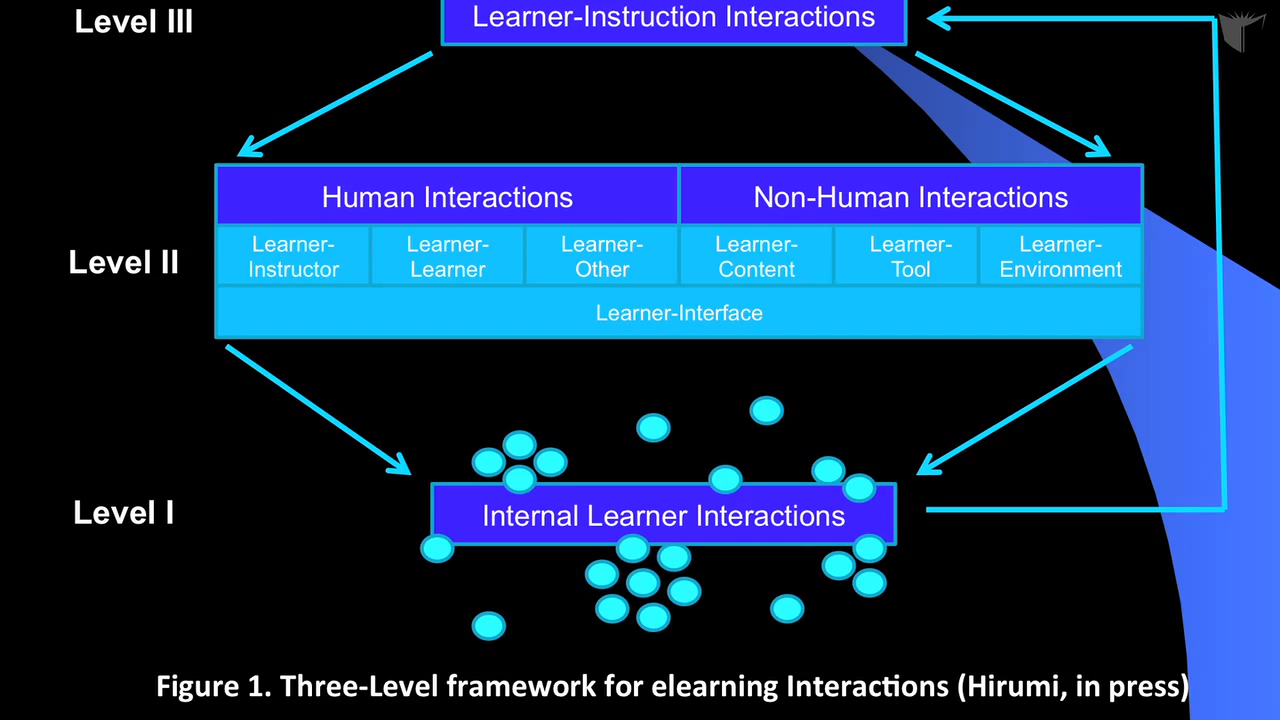 Level III
Learner-Instruction Interactions
Human Interactions
Non-Human Interactions
Level II
Learner-
Instructor
Learner-
Learner
Learner-
Other
Learner-
Content
Learner-
Tool
Learner-
Environment
Learner-Interface
Level I
Internal Learner Interactions
Figure 1. Three-Level framework for elearning Interactions (Hirumi, in press)